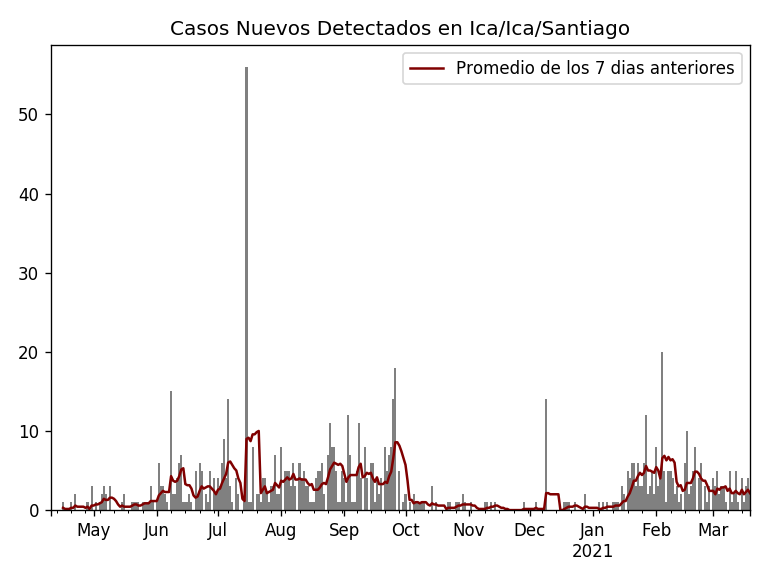 Casos Nuevos Detectados en Ica/Ica/Santiago
Promedio de los 7 dias anteriores
50
40
30
20
10
0
May Jun Jul Aug Sep Oct Nov Dec Jan Feb Mar
2021